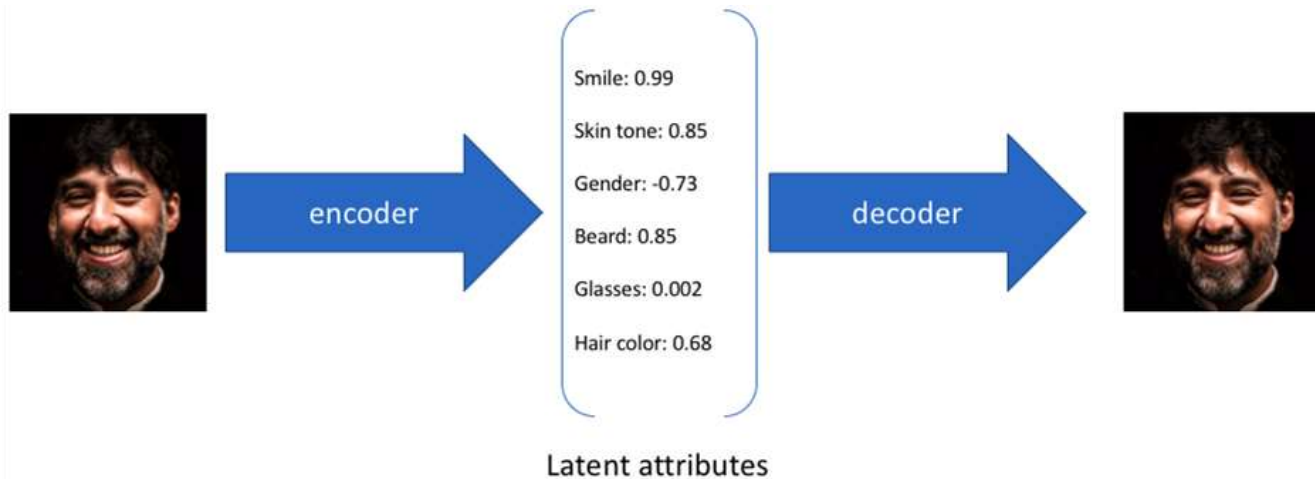 Smile: 0.99
Skin tone: 0.85
Gender: -0.73
Beard: 0.85
Glasses: 0.002
Hair color: 0.68
encoder
decoder
Latent attributes